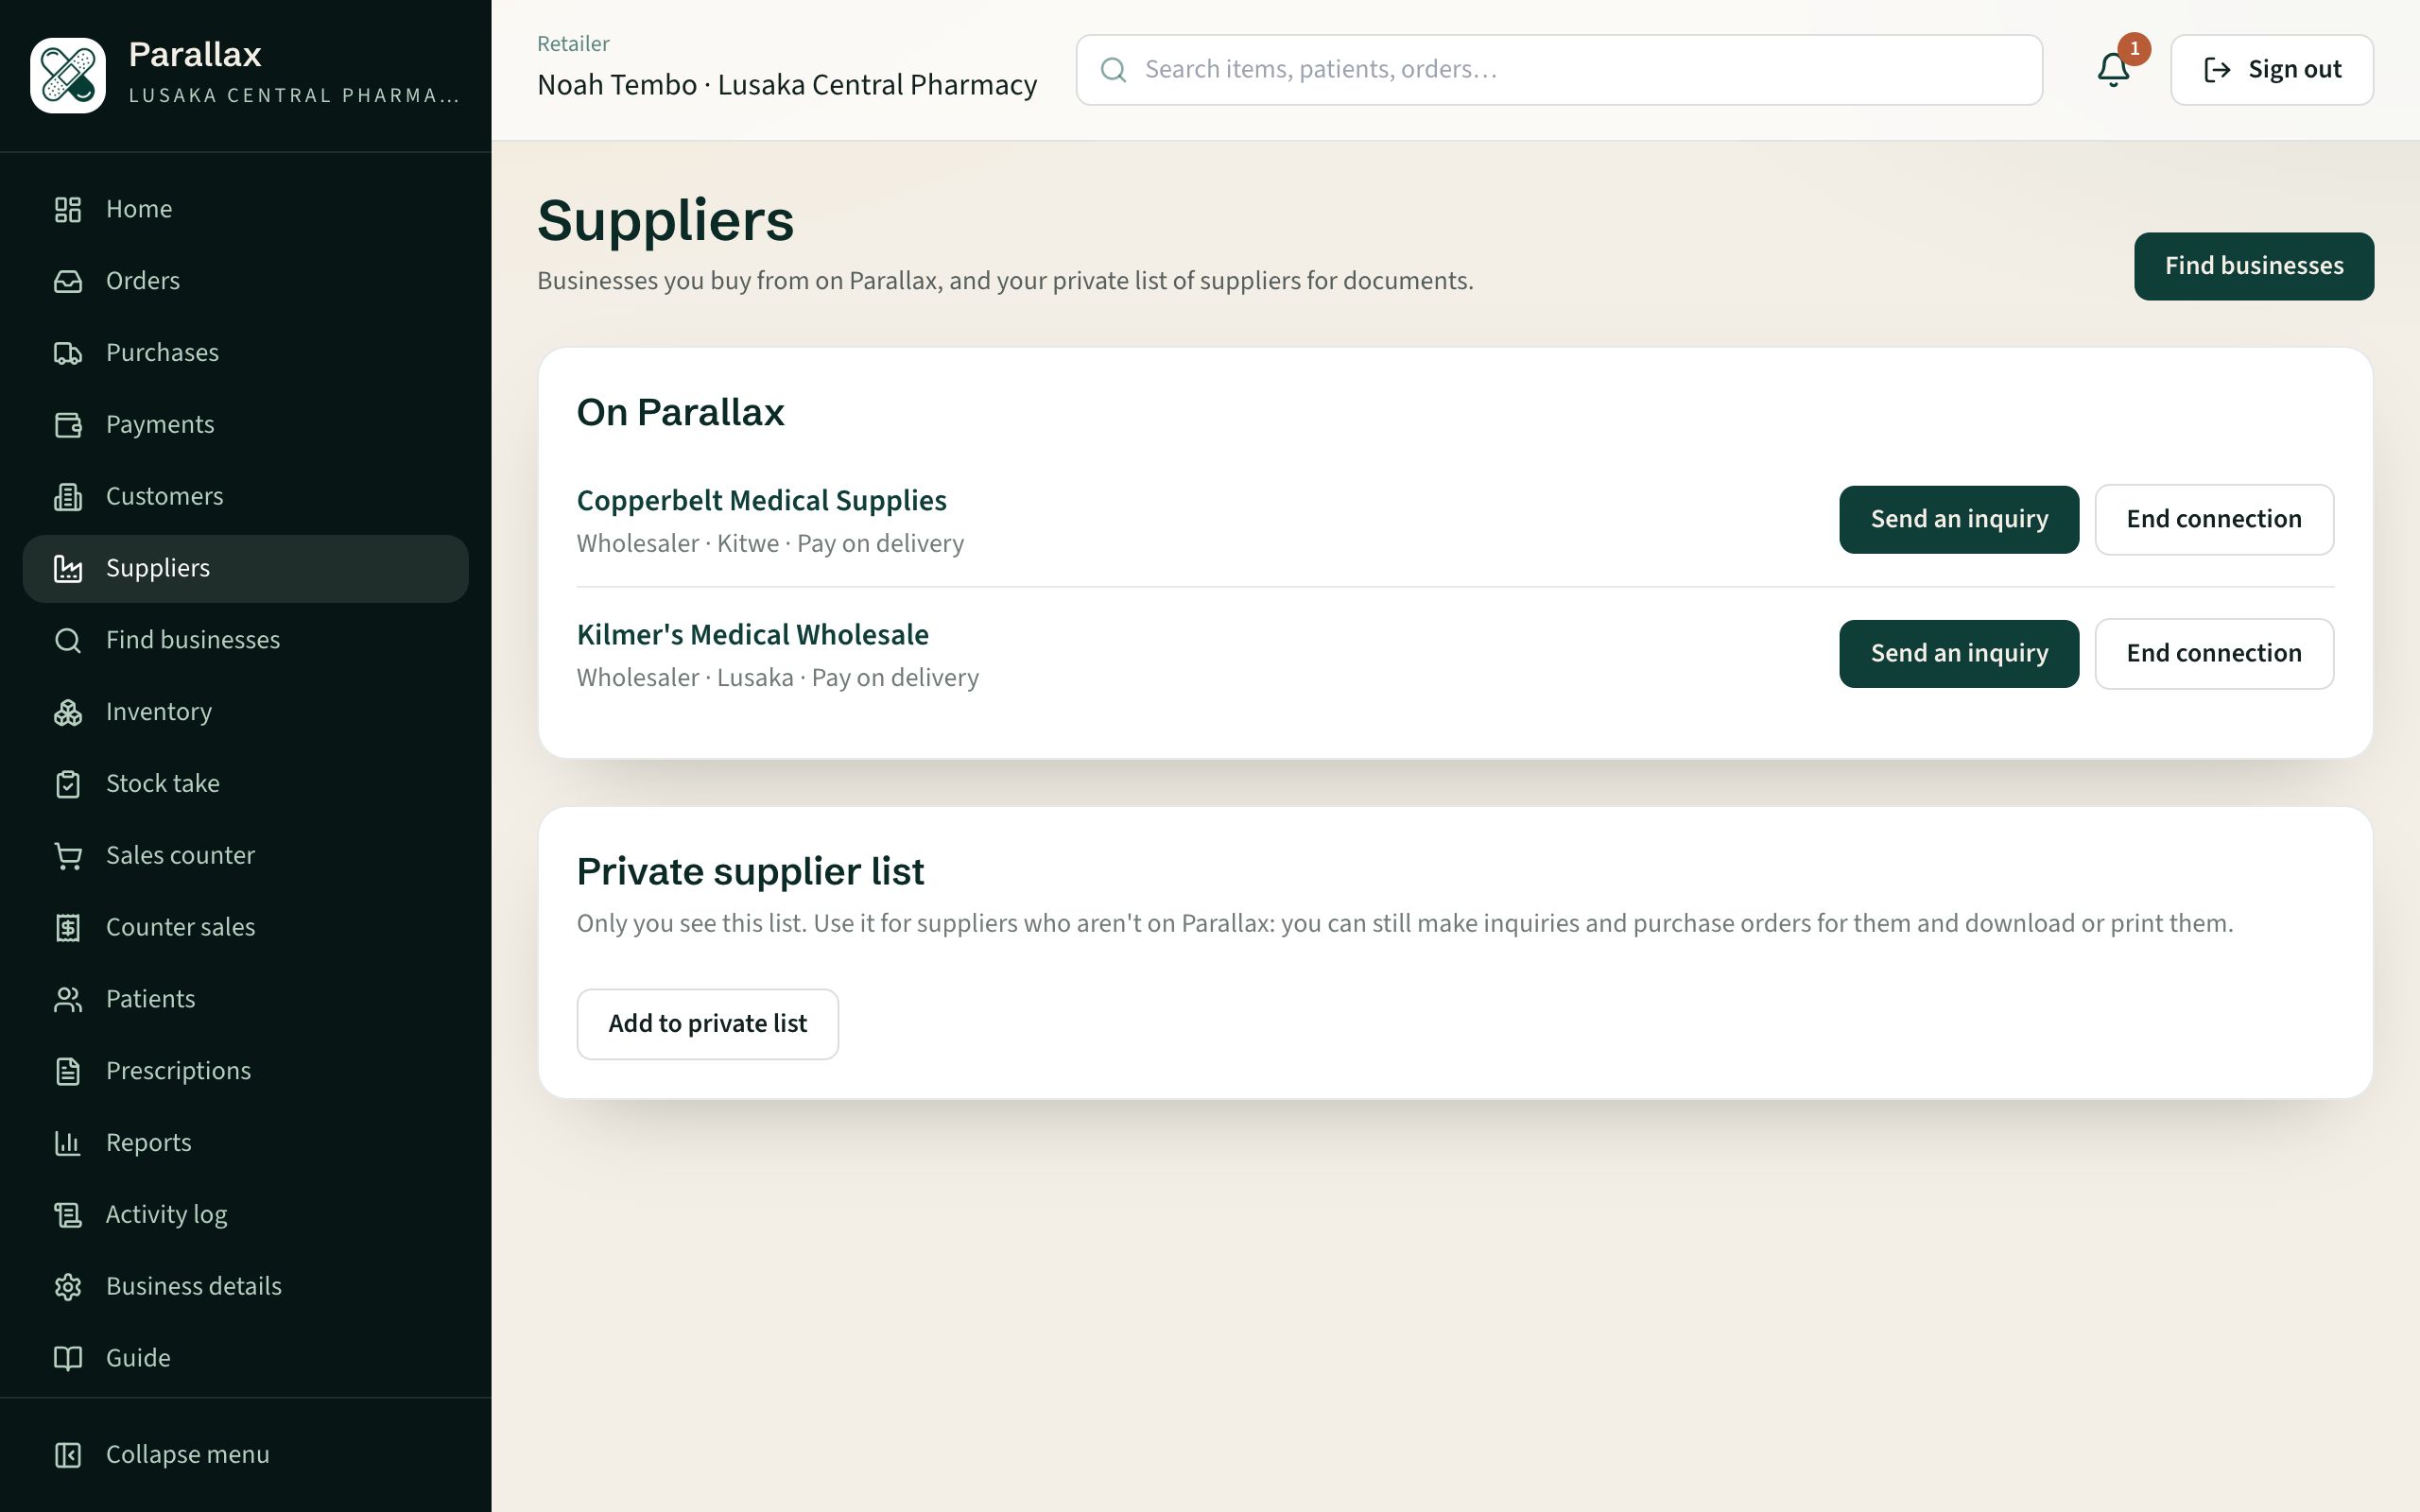 Parallax
LUSAKA CENTRAL PHARMA...
Home
Orders
Purchases
Payments
Customers
Suppliers
Find businesses
Inventory
Stock take
Sales counter
Counter sales
Patients
Prescriptions
Reports
Activity log
Business details
Guide
Collapse menu
Retailer
Noah Tembo · Lusaka Central Pharmacy
Search items, patients, orders...
1
Sign out
Suppliers
Businesses you buy from on Parallax, and your private list of suppliers for documents.
Find businesses
On Parallax
Copperbelt Medical Supplies
Wholesaler · Kitwe · Pay on delivery
Send an inquiry
End connection
Kilmer's Medical Wholesale
Wholesaler · Lusaka · Pay on delivery
Send an inquiry
End connection
Private supplier list
Only you see this list. Use it for suppliers who aren't on Parallax: you can still make inquiries and purchase orders for them and download or print them.
Add to private list